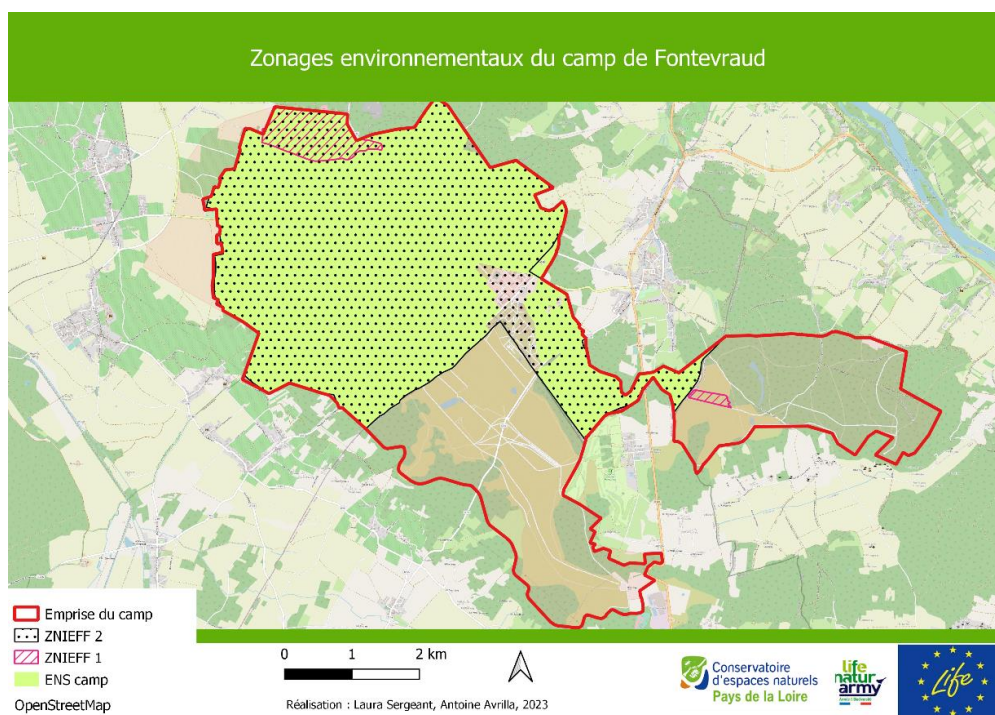 Zonages environnementaux du camp de Fontevraud
Emprise du camp
ZNIEFF 2
ZNIEFF 1
ENS camp
OpenStreetMap
0 1 2 km
Réalisation : Laura Sergeant, Antoine Avrilla, 2023
Conservatoire
d'espaces naturels
Pays de la Loire
life
natur
army
Life